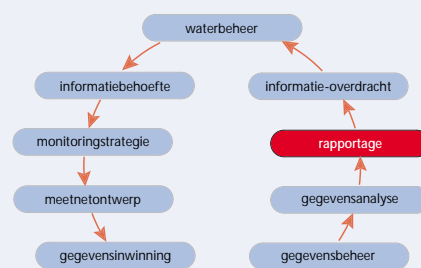 waterbeheer
informatiebehoefte
informatie-overdracht
monitoringstrategie
rapportage
meetnetontwerp
gegevensanalyse
gegevensinwinning
gegevensbeheer